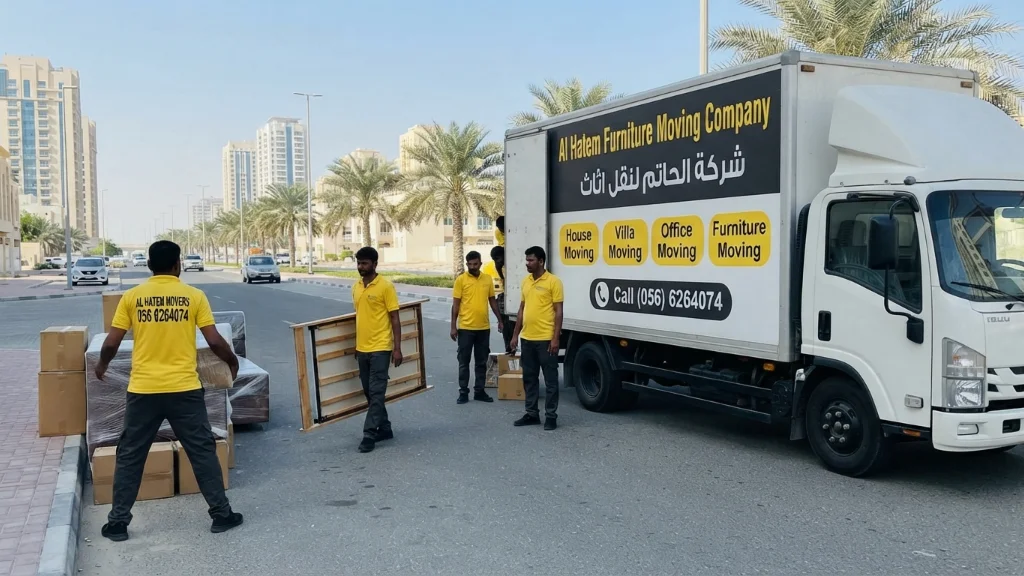 Al Hatem Furniture Moving Company
شركة الحاتم لنقل اثاث
House Moving
Villa Moving
Office Moving
Furniture Moving
Call (056) 6264074
AL HATEM MOVERS
056 6264074